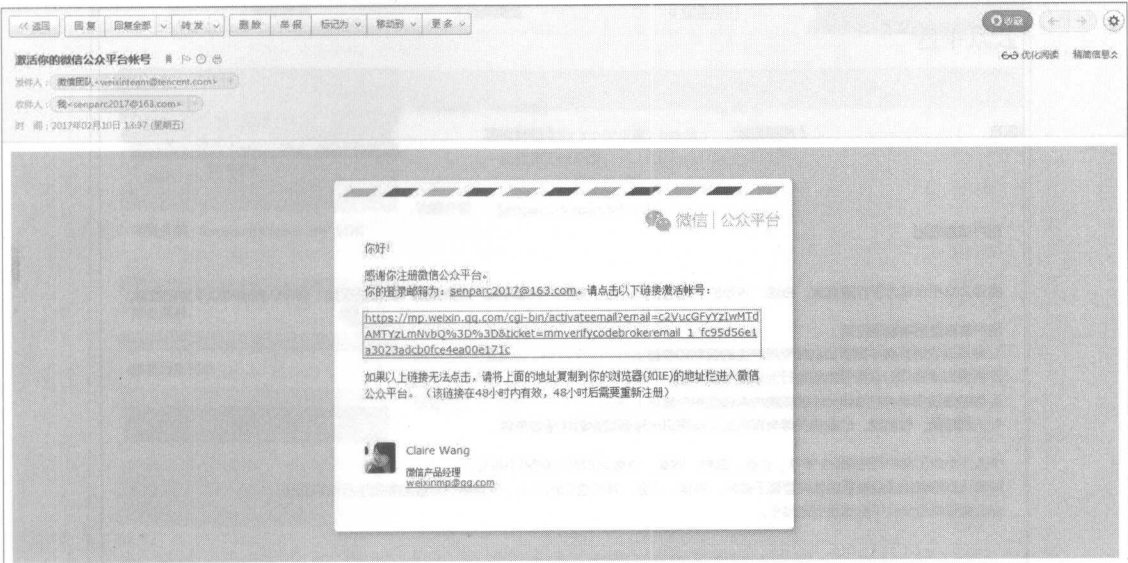 << 返回 回复 回复全部 转发 删除 举报 标记为 移动到 更多
激活你的微信公众平台帐号
优化阅读 精简信息
发件人：微信团队<weixinteam@tencent.com>
收件人：我<senparc2017@163.com>
时 间：2017年02月10日 13:37 (星期五)
微信 | 公众平台
你好!
感谢你注册微信公众平台。
你的登录邮箱为：senparc2017@163.com。请点击以下链接激活帐号：
https://mp.weixin.qq.com/cgi-bin/activateemail?email=c2VucGFyYzIwMTd
AMTYzLmNvbQ%3D%3D&ticket=mmverifycodebrokeremail_1_fc95d56e1
a3023adcb0fce4ea00e171c
如果以上链接无法点击，请将上面的地址复制到你的浏览器(如IE)的地址栏进入微信
公众平台。（该链接在48小时内有效，48小时后需要重新注册）
Claire Wang
微信产品经理
weixinmp@qq.com